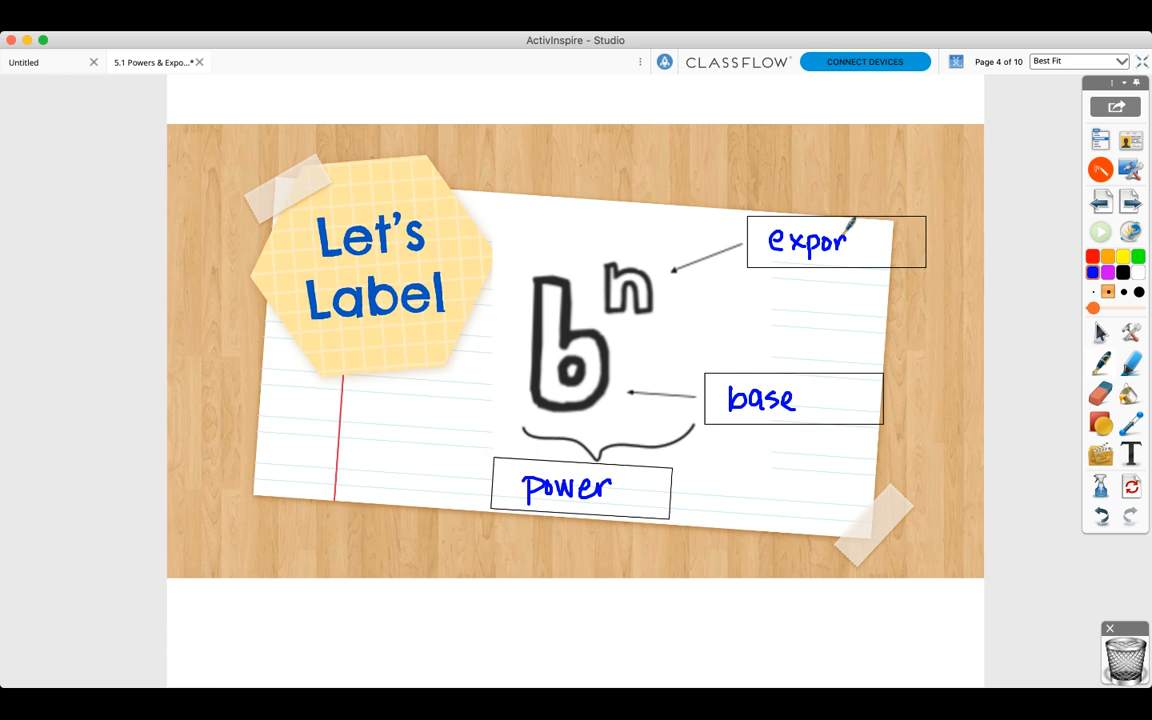 ActivInspire - Studio
Untitled
5.1 Powers & Expo...*
CLASSFLOW
CONNECT DEVICES
Page 4 of 10
Best Fit
Let's
Label
expon
bⁿ
base
power